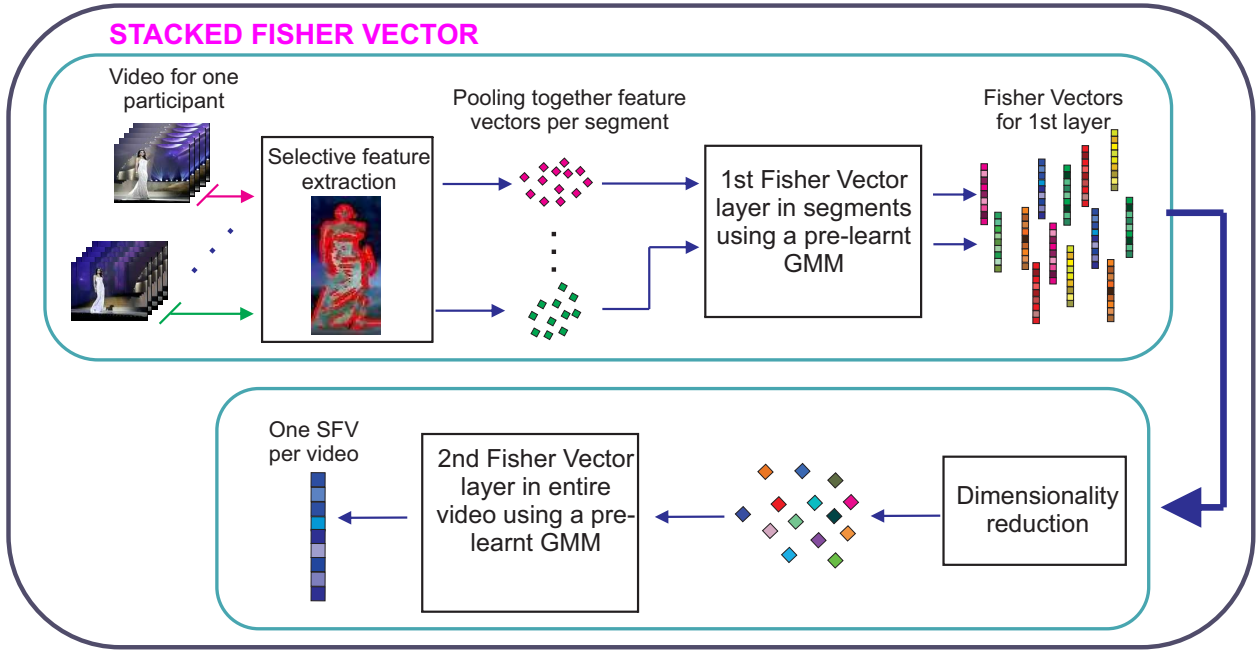 STACKED FISHER VECTOR
Video for one
participant
Selective feature
extraction
Pooling together feature
vectors per segment
1st Fisher Vector
layer in segments
using a pre-learnt
GMM
Fisher Vectors
for 1st layer
One SFV
per video
2nd Fisher Vector
layer in entire
video using a pre-
learnt GMM
Dimensionality
reduction